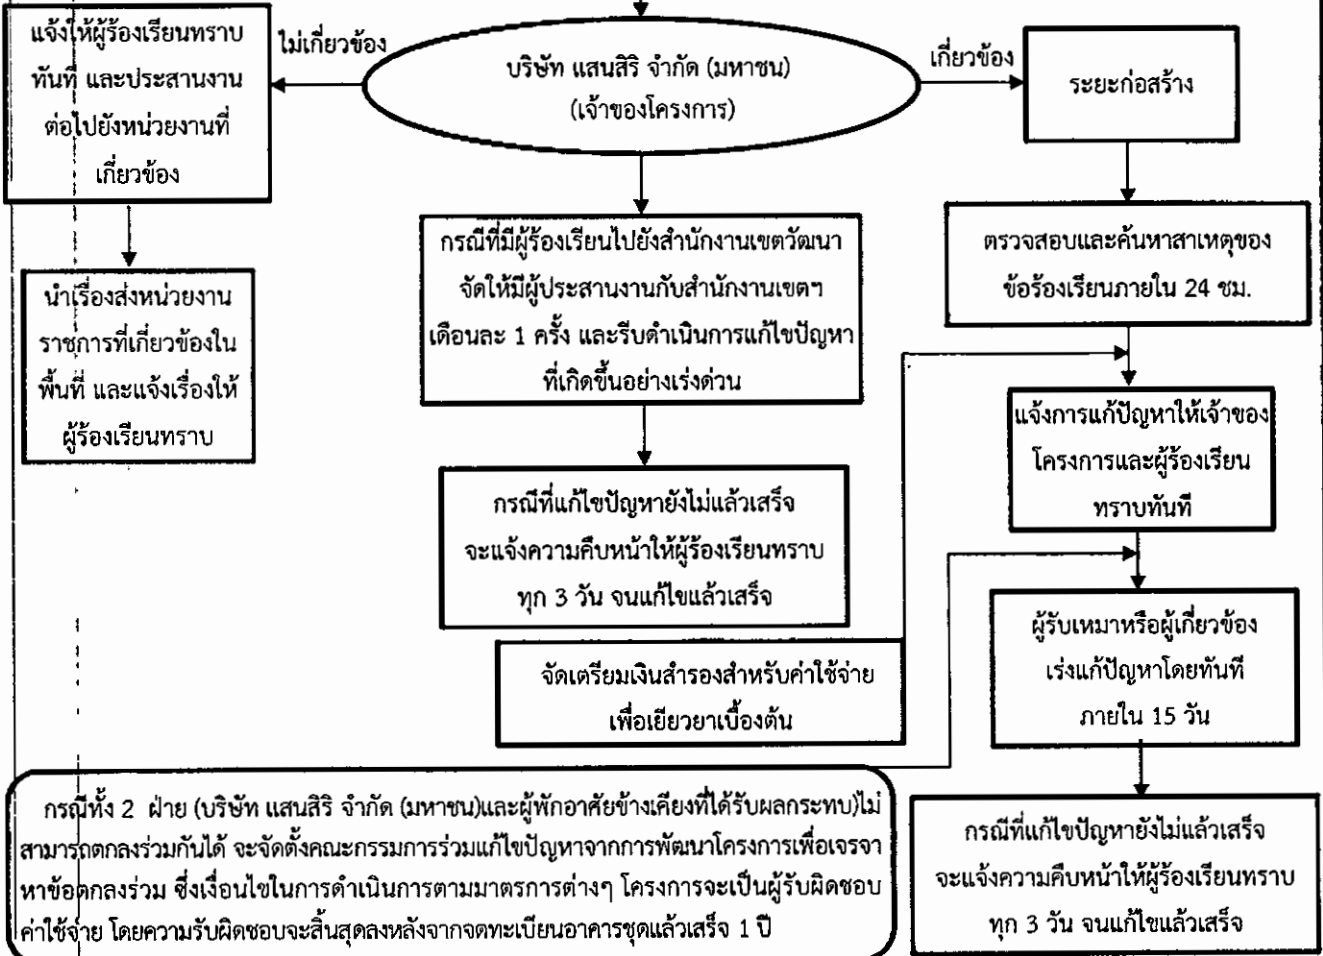 แจ้งให้ผู้ร้องเรียนทราบ
ทันที และประสานงาน
ต่อไปยังหน่วยงานที่
เกี่ยวข้อง
ไม่เกี่ยวข้อง
บริษัท แสนสิริ จำกัด (มหาชน)
(เจ้าของโครงการ)
เกี่ยวข้อง
ระยะก่อสร้าง
นำเรื่องส่งหน่วยงาน
ราชการที่เกี่ยวข้องใน
พื้นที่ และแจ้งเรื่องให้
ผู้ร้องเรียนทราบ
กรณีที่มีผู้ร้องเรียนไปยังสำนักงานเขตวัฒนา
จัดให้มีผู้ประสานงานกับสำนักงานเขตฯ
เดือนละ 1 ครั้ง และรีบดำเนินการแก้ไขปัญหา
ที่เกิดขึ้นอย่างเร่งด่วน
ตรวจสอบและค้นหาสาเหตุของ
ข้อร้องเรียนภายใน 24 ชม.
แจ้งการแก้ปัญหาให้เจ้าของ
โครงการและผู้ร้องเรียน
ทราบทันที
กรณีที่แก้ไขปัญหายังไม่แล้วเสร็จ
จะแจ้งความคืบหน้าให้ผู้ร้องเรียนทราบ
ทุก 3 วัน จนแก้ไขแล้วเสร็จ
ผู้รับเหมาหรือผู้เกี่ยวข้อง
เร่งแก้ปัญหาโดยทันที
ภายใน 15 วัน
จัดเตรียมเงินสำรองสำหรับค่าใช้จ่าย
เพื่อเยียวยาเบื้องต้น
กรณีทั้ง 2 ฝ่าย (บริษัท แสนสิริ จำกัด (มหาชน)และผู้พักอาศัยข้างเคียงที่ได้รับผลกระทบ)ไม่
สามารถตกลงร่วมกันได้ จะจัดตั้งคณะกรรมการร่วมแก้ไขปัญหาจากการพัฒนาโครงการเพื่อเจรจา
หาข้อตกลงร่วม ซึ่งเงื่อนไขในการดำเนินการตามมาตรการต่างๆ โครงการจะเป็นผู้รับผิดชอบ
ค่าใช้จ่าย โดยความรับผิดชอบจะสิ้นสุดลงหลังจากจดทะเบียนอาคารชุดแล้วเสร็จ 1 ปี
กรณีที่แก้ไขปัญหายังไม่แล้วเสร็จ
จะแจ้งความคืบหน้าให้ผู้ร้องเรียนทราบ
ทุก 3 วัน จนแก้ไขแล้วเสร็จ